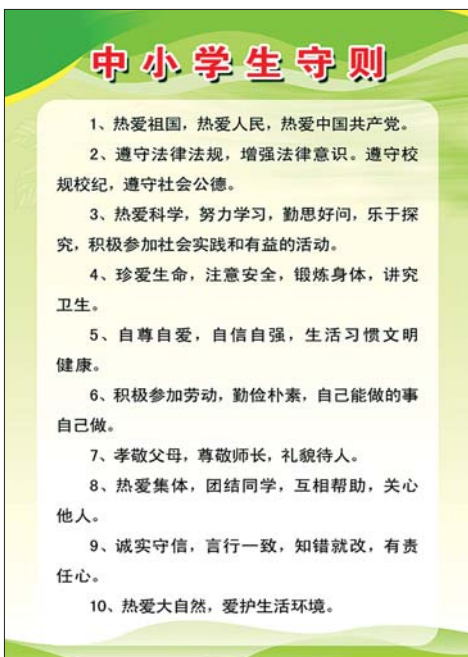 中小学生守则
1、热爱祖国，热爱人民，热爱中国共产党。
2、遵守法律法规，增强法律意识。遵守校
规校纪，遵守社会公德。
3、热爱科学，努力学习，勤思好问，乐于探
究，积极参加社会实践和有益的活动。
4、珍爱生命，注意安全，锻炼身体，讲究
卫生。
5、自尊自爱，自信自强，生活习惯文明
健康。
6、积极参加劳动，勤俭朴素，自己能做的事
自己做。
7、孝敬父母，尊敬师长，礼貌待人。
8、热爱集体，团结同学，互相帮助，关心
他人。
9、诚实守信，言行一致，知错就改，有责
任心。
10、热爱大自然，爱护生活环境。